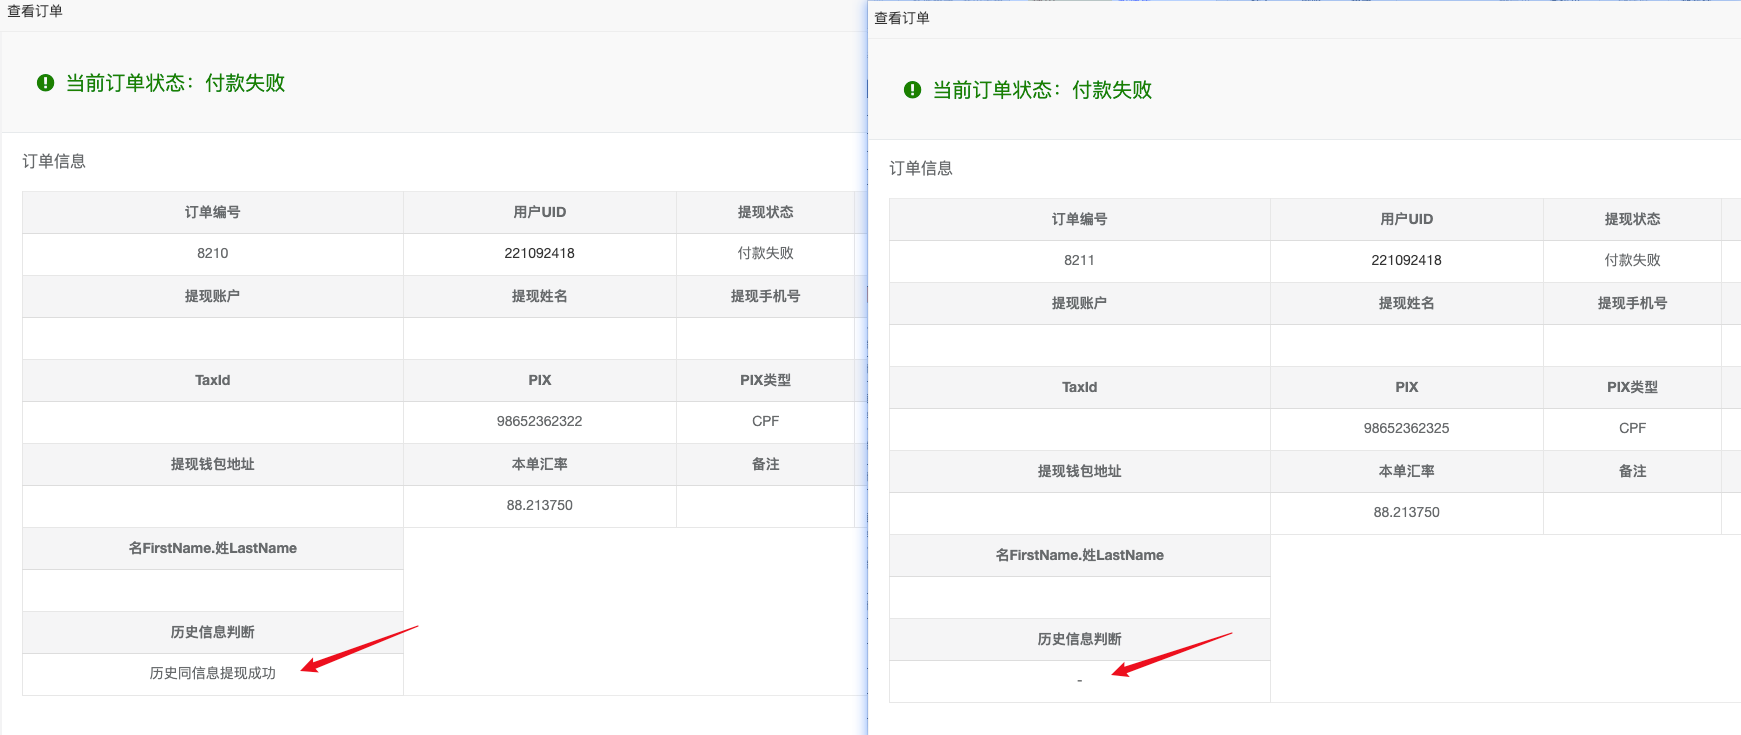 查看订单
当前订单状态：付款失败
订单信息
订单编号 用户UID 提现状态
8210 221092418 付款失败
提现账户 提现姓名 提现手机号
TaxId PIX PIX类型
98652362322 CPF
提现钱包地址 本单汇率 备注
88.213750
名FirstName.姓LastName
历史信息判断
历史同信息提现成功
查看订单
当前订单状态：付款失败
订单信息
订单编号 用户UID 提现状态
8211 221092418 付款失败
提现账户 提现姓名 提现手机号
TaxId PIX PIX类型
98652362325 CPF
提现钱包地址 本单汇率 备注
88.213750
名FirstName.姓LastName
历史信息判断
-